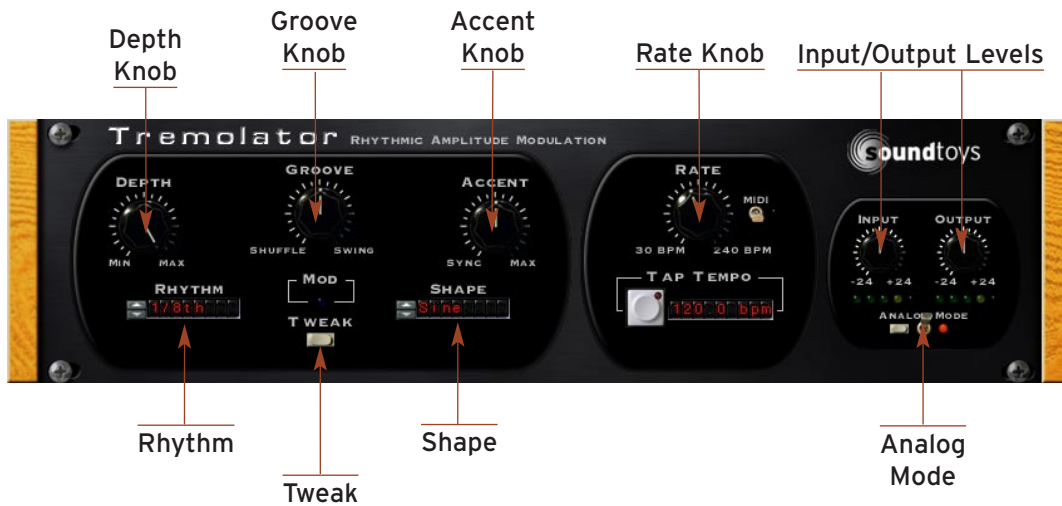 Depth
Knob
Groove
Knob
Accent
Knob
Rate Knob
Input/Output Levels
Tremolator RHYTHMIC AMPLITUDE MODULATION
soundtoys
DEPTH
GROOVE
ACCENT
RATE
MIDI
INPUT OUTPUT
MIN MAX
SHUFFLE SWING
SYNC MAX
30 BPM 240 BPM
-24 +24 -24 +24
RHYTHM
1/8th
MOD
TWEAK
SHAPE
Sine
TAP TEMPO
120.0 bpm
ANALOG MODE
Rhythm
Tweak
Shape
Analog
Mode